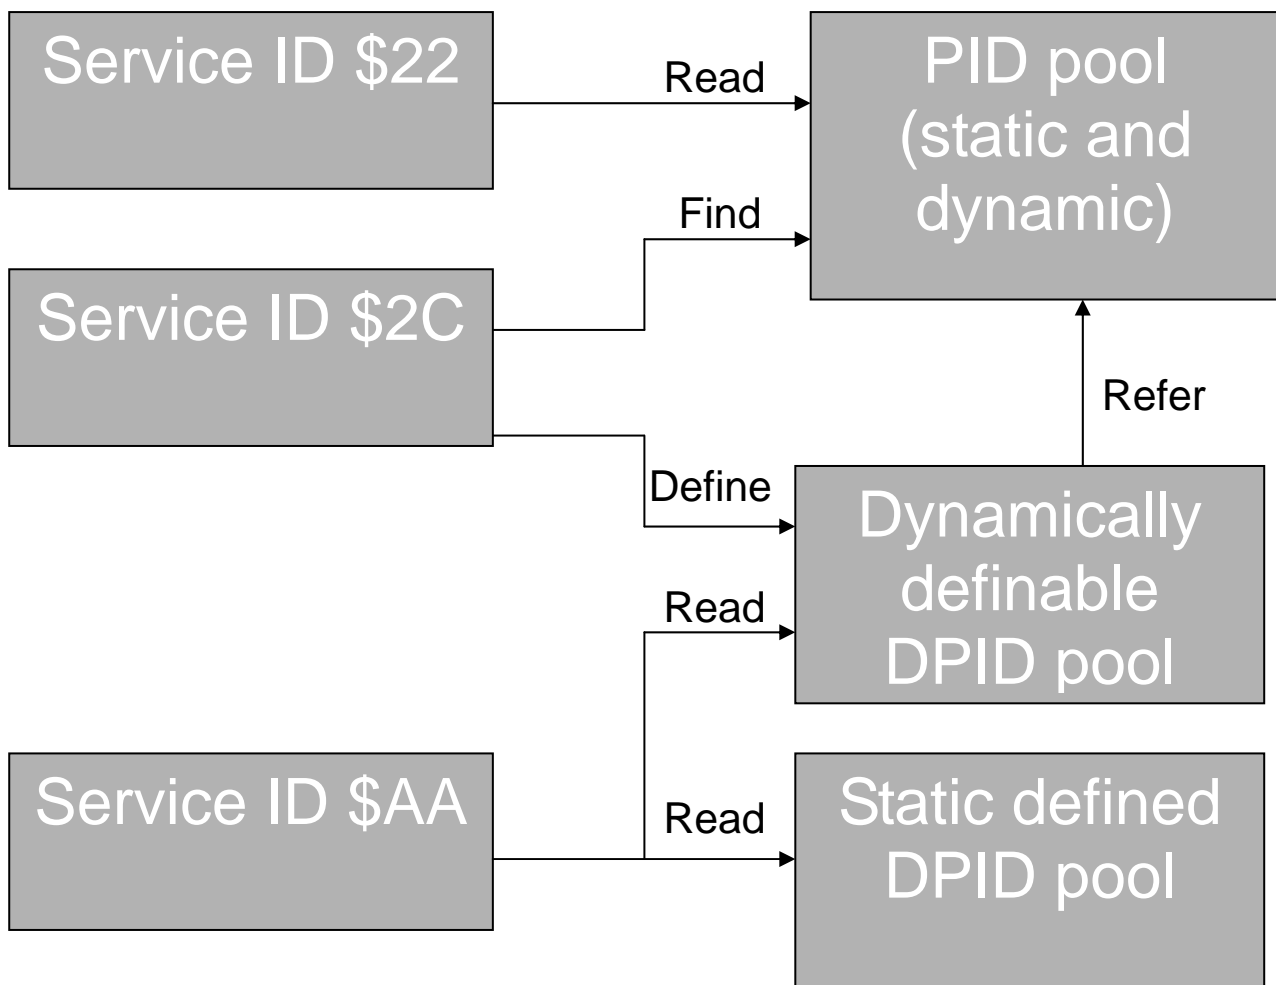 Service ID $22
Read
PID pool
(static and
dynamic)
Find
Service ID $2C
Refer
Define
Dynamically
definable
DPID pool
Read
Service ID $AA
Read
Static defined
DPID pool